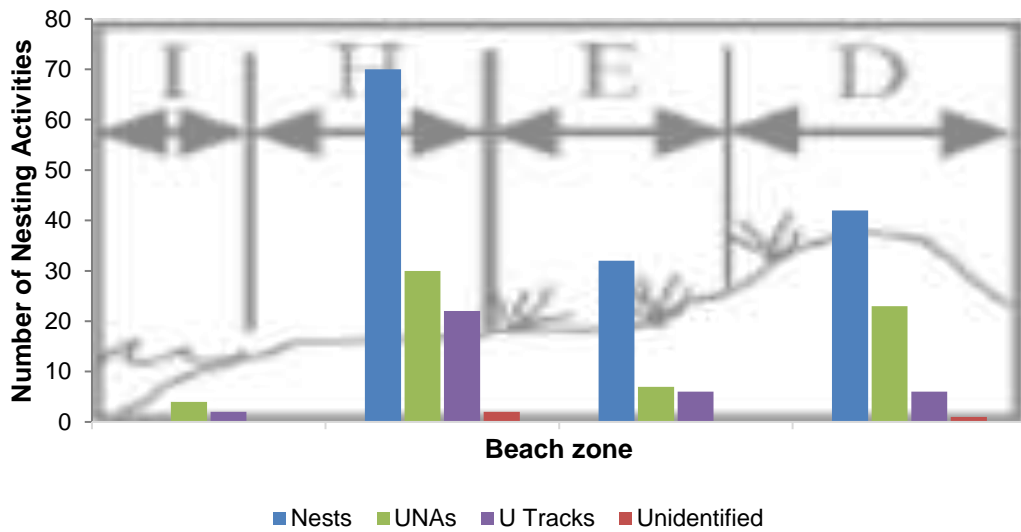 80
70
60
50
40
30
20
10
0
Number of Nesting Activities
I H E D
Beach zone
Nests UNAs U Tracks Unidentified